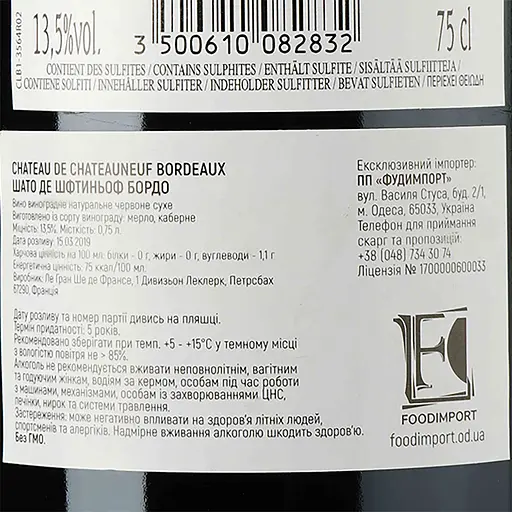 13,5%vol.
3 500610 082832
75 cl
CLB1-3564R02
CONTIENT DES SULFITES / CONTAINS SULPHITES / ENTHÄLT SULFITE / SISÄLTÄÄ SULFIITTEJA /
CONTIENE SOLFITI / INNEHÅLLER SULFITER / INDEHOLDER SULFITTER / BEVAT SULFIETEN / ΠΕΡΙΕΧΕΙ ΘΕΙΩΔΗ
CHATEAU DE CHATEAUNEUF BORDEAUX
ШАТО ДЕ ШФТИНЬОФ БОРДО
Вино виноградне натуральне червоне сухе
Виготовлено із сорту винограду: мерло, каберне
Міцність: 13,5% Місткість: 0,75 л.
Дата розливу: 15.03.2019
Харчова цінність на 100 мл: білки - 0 г, жири - 0 г, вуглеводи - 1,1 г
Енергетична цінність: 75 ккал/100 мл.
Виробник: Ле Гран Ше де Франсе, 1 Дивизьон Леклерк, Петрсбах
67290, Франція
Дату розливу та номер партії дивись на пляшці.
Термін придатності: 5 років.
Рекомендовано зберігати при темп. +5 - +15°С у темному місці
з вологістю повітря не > 85%.
Алкоголь не рекомендується вживати неповнолітнім, вагітним
та годуючим жінкам, водіям за кермом, особам під час роботи
з машинами, механізмами, особам із захворюваннями ЦНС,
печінки, нирок та системи травлення.
Застереження: може негативно впливати на здоров'я літніх людей,
спортсменів та алергіків. Надмірне вживання алкоголю шкодить здоров'ю.
Без ГМО.
Ексклюзивний імпортер:
ПП «ФУДИМПОРТ»
вул. Василя Стуса, буд. 2/1,
м. Одеса, 65033, Україна
Телефон для приймання
скарг та пропозицій:
+38 (048) 734 30 74
Ліцензія № 1700000600033
F
FOODIMPORT
foodimport.od.ua